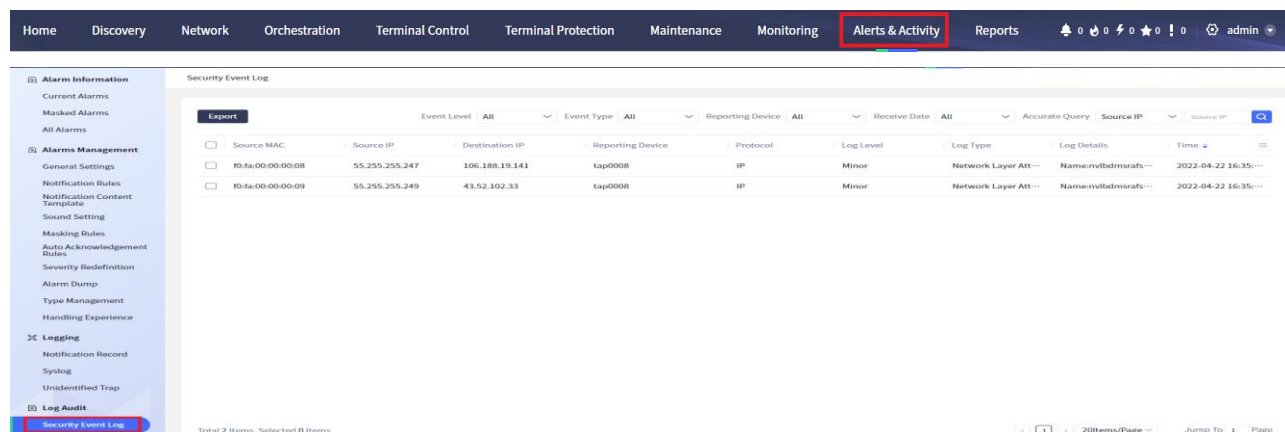 Home Discovery Network Orchestration Terminal Control Terminal Protection Maintenance Monitoring Alerts & Activity Reports 0 0 0 0 0 admin
Alarm Information
Current Alarms
Masked Alarms
All Alarms
Alarms Management
General Settings
Notification Rules
Notification Content
Template
Sound Setting
Masking Rules
Auto Acknowledgement
Rules
Severity Redefinition
Alarm Dump
Type Management
Handling Experience
Logging
Notification Record
Syslog
Unidentified Trap
Log Audit
Security Event Log
Security Event Log
Export Event Level All Event Type All Reporting Device All Receive Date All Accurate Query Source IP Source IP
Source MAC Source IP Destination IP Reporting Device Protocol Log Level Log Type Log Details Time
f0:fa:00:00:00:08 55.255.255.247 106.188.19.141 tap0008 IP Minor Network Layer Att··· Name:nvlbdmsrafs··· 2022-04-22 16:35:···
f0:fa:00:00:00:09 55.255.255.249 43.52.102.33 tap0008 IP Minor Network Layer Att··· Name:nvlbdmsrafs··· 2022-04-22 16:35:···
Total 2 Items, Selected 0 Items. 1 20Items/Page Jump To 1 Page